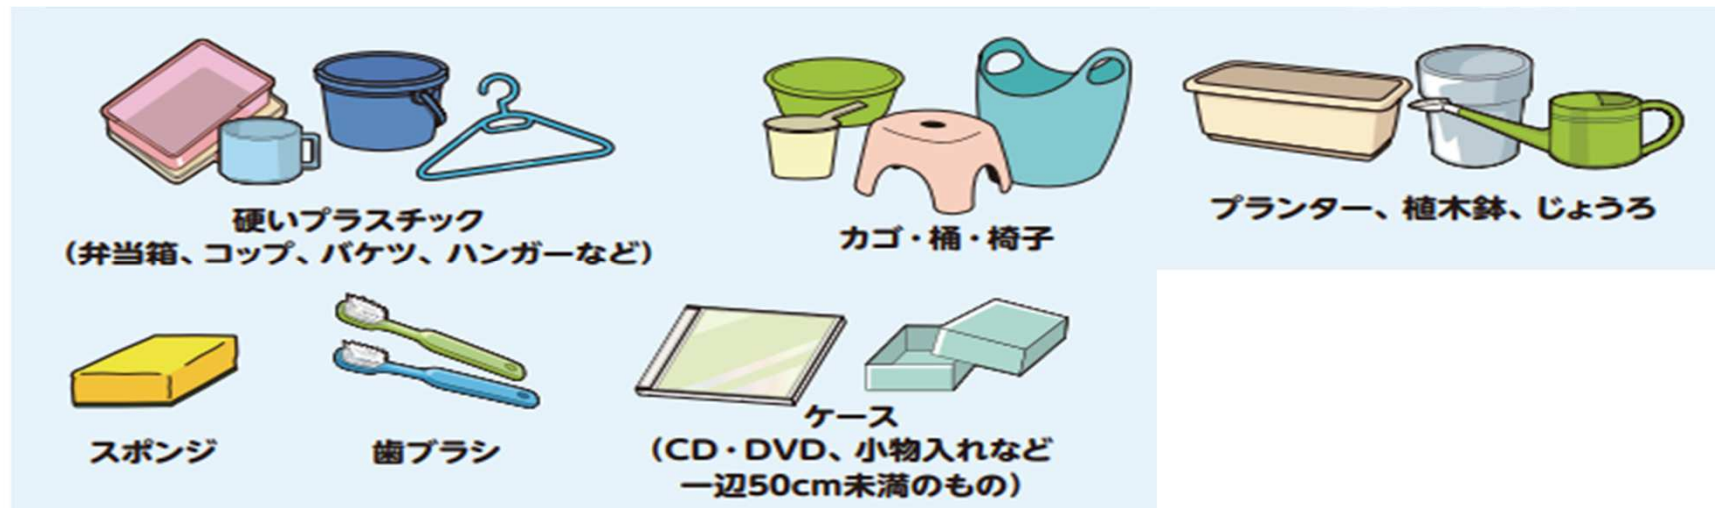 硬いプラスチック
（弁当箱、コップ、バケツ、ハンガーなど）
カゴ・桶・椅子
プランター、植木鉢、じょうろ
スポンジ
歯ブラシ
ケース
（CD・DVD、小物入れなど
一辺50cm未満のもの）